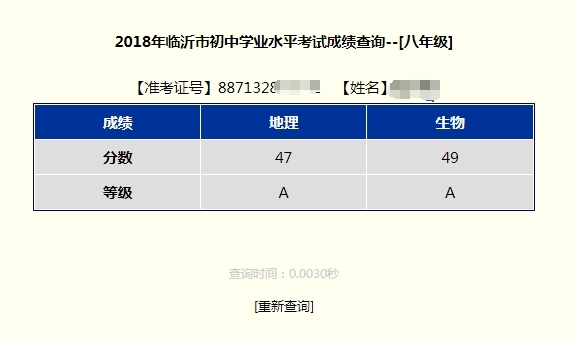 2018年临沂市初中学业水平考试成绩查询--[八年级]
【准考证号】8871328 【姓名】
成绩 地理 生物
分数 47 49
等级 A A
查询时间：0.0030秒
[重新查询]